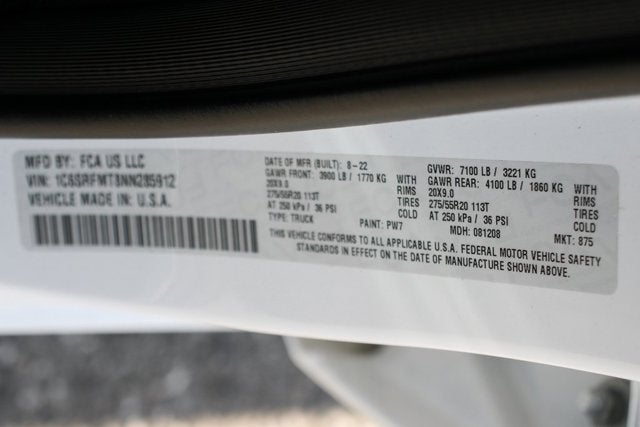 MFD BY: FCA US LLC
VIN: 1C6SRFMT8NN285912
VEHICLE MADE IN: U.S.A.
DATE OF MFR (BUILT): 8-22
GAWR FRONT: 3900 LB / 1770 KG WITH
20X9.0 RIMS
275/55R20 113T TIRES
AT 250 kPa / 36 PSI COLD
TYPE: TRUCK PAINT: PW7
GVWR: 7100 LB / 3221 KG
GAWR REAR: 4100 LB / 1860 KG WITH
20X9.0 RIMS
275/55R20 113T TIRES
AT 250 kPa / 36 PSI COLD
MDH: 081208 MKT: 875
THIS VEHICLE CONFORMS TO ALL APPLICABLE U.S.A. FEDERAL MOTOR VEHICLE SAFETY
STANDARDS IN EFFECT ON THE DATE OF MANUFACTURE SHOWN ABOVE.